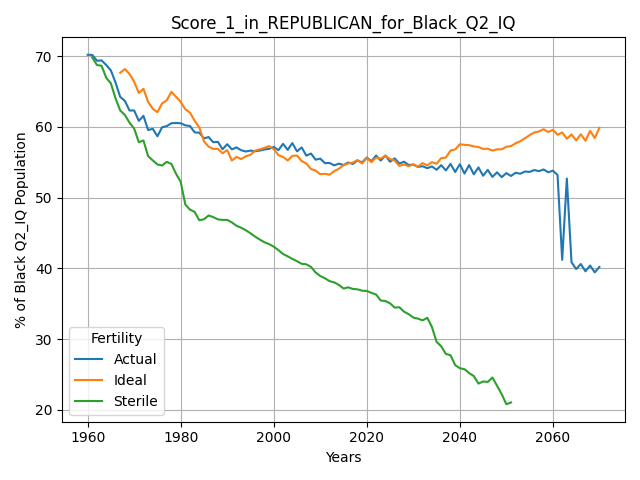 Score_1_in_REPUBLICAN_for_Black_Q2_IQ
% of Black Q2_IQ Population
70
60
50
40
30
20
Fertility
Actual
Ideal
Sterile
1960
1980
2000
2020
2040
2060
Years